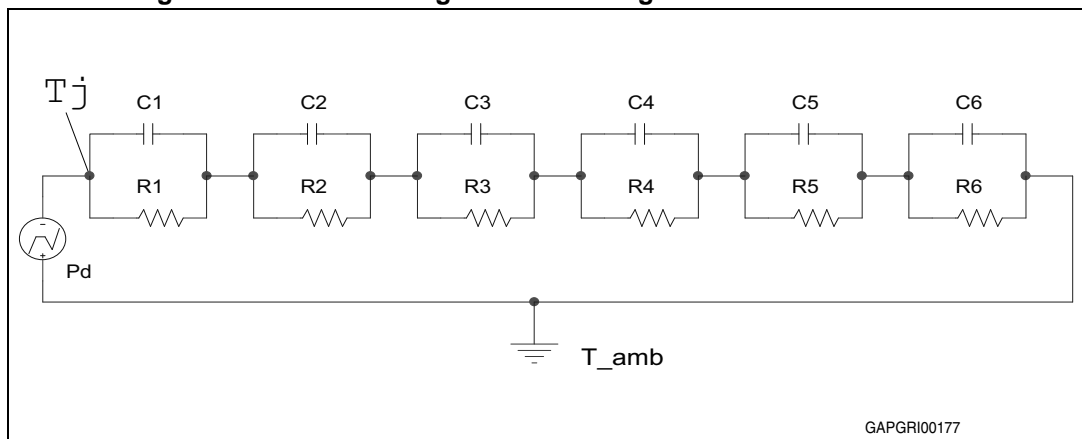 Tj
C1 C2 C3 C4 C5 C6
R1 R2 R3 R4 R5 R6
-
+
Pd
T_amb
GAPGRI00177